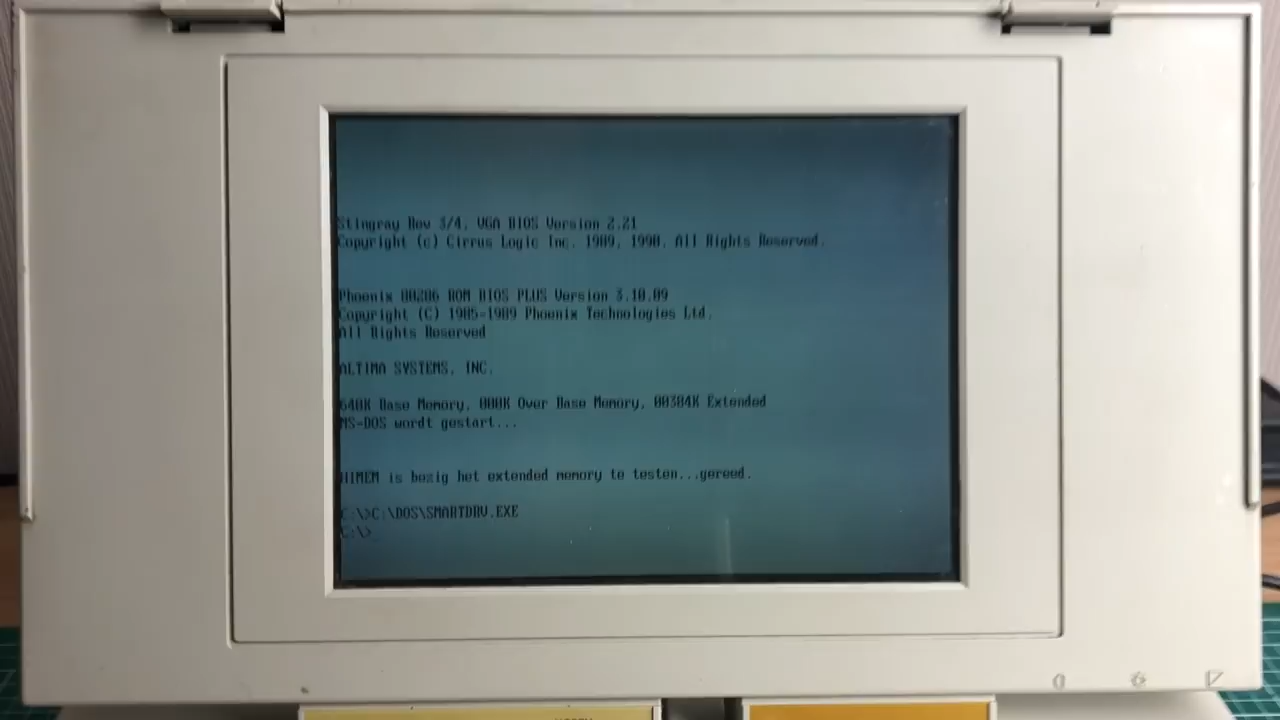 Stingray Rev 3/4, VGA BIOS Version 2.21
Copyright (c) Cirrus Logic Inc. 1989, 1990. All Rights Reserved.
Phoenix 80286 ROM BIOS PLUS Version 3.10.09
Copyright (C) 1985-1989 Phoenix Technologies Ltd.
All Rights Reserved
ALTIMA SYSTEMS, INC.
640K Base Memory, 000K Over Base Memory, 00384K Extended
MS-DOS wordt gestart...
HIMEM is bezig het extended memory te testen...gereed.
C:\>C:\DOS\SMARTDRV.EXE
C:\>